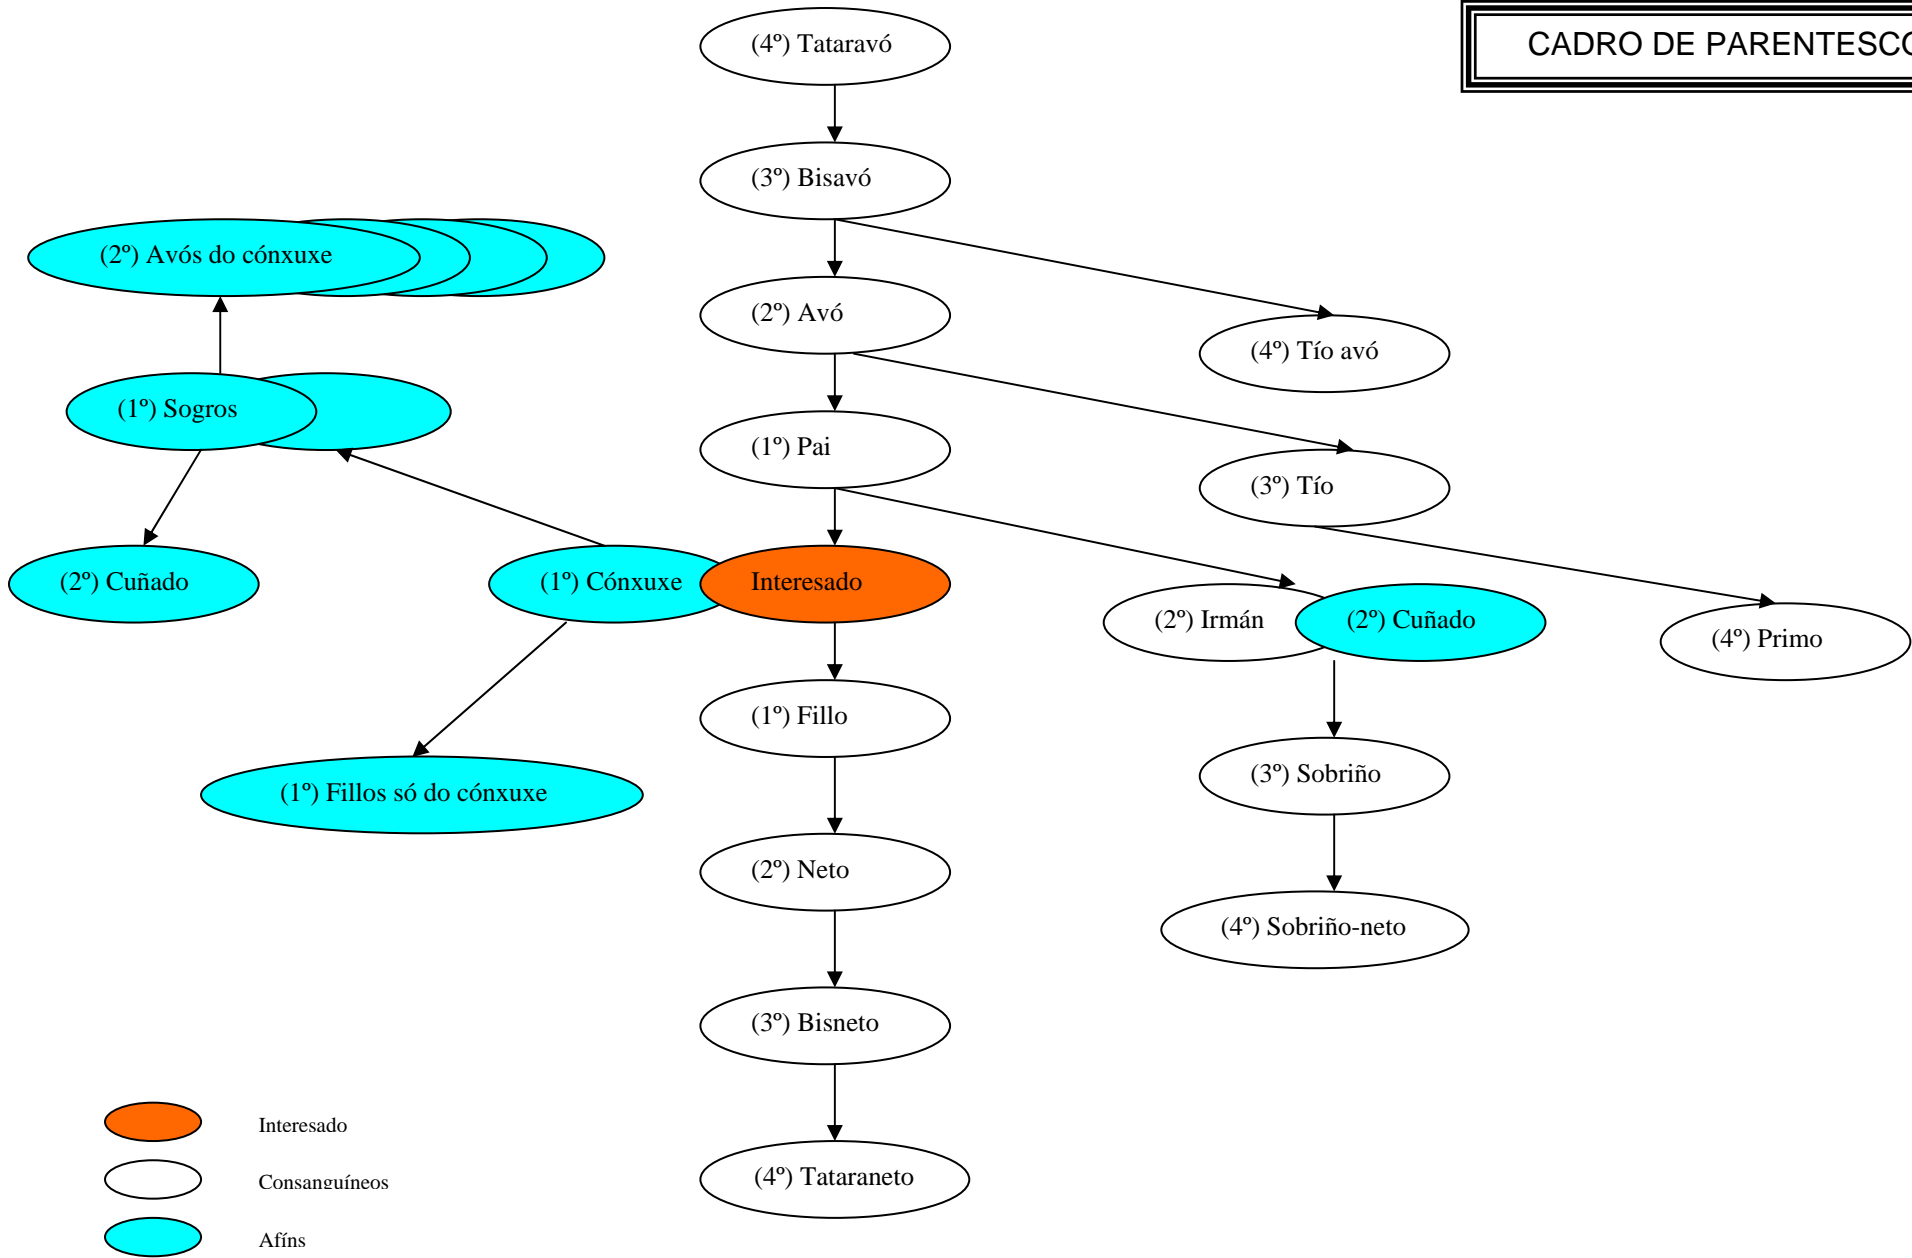 (4º) Tataravó
CADRO DE PARENTESCO
(3º) Bisavó
(2º) Avós do cónxuxe
(2º) Avó
(4º) Tío avó
(1º) Sogros
(1º) Pai
(3º) Tío
(2º) Cuñado
(1º) Cónxuxe
Interesado
(2º) Irmán
(2º) Cuñado
(4º) Primo
(1º) Fillo
(3º) Sobriño
(1º) Fillos só do cónxuxe
(2º) Neto
(4º) Sobriño-neto
(3º) Bisneto
Interesado
(4º) Tataraneto
Consanguíneos
Afíns